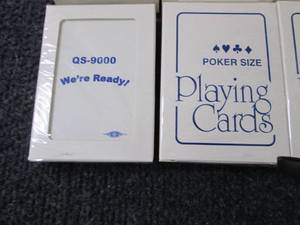 QS-9000
We're Ready!
POKER SIZE
Playing
Cards